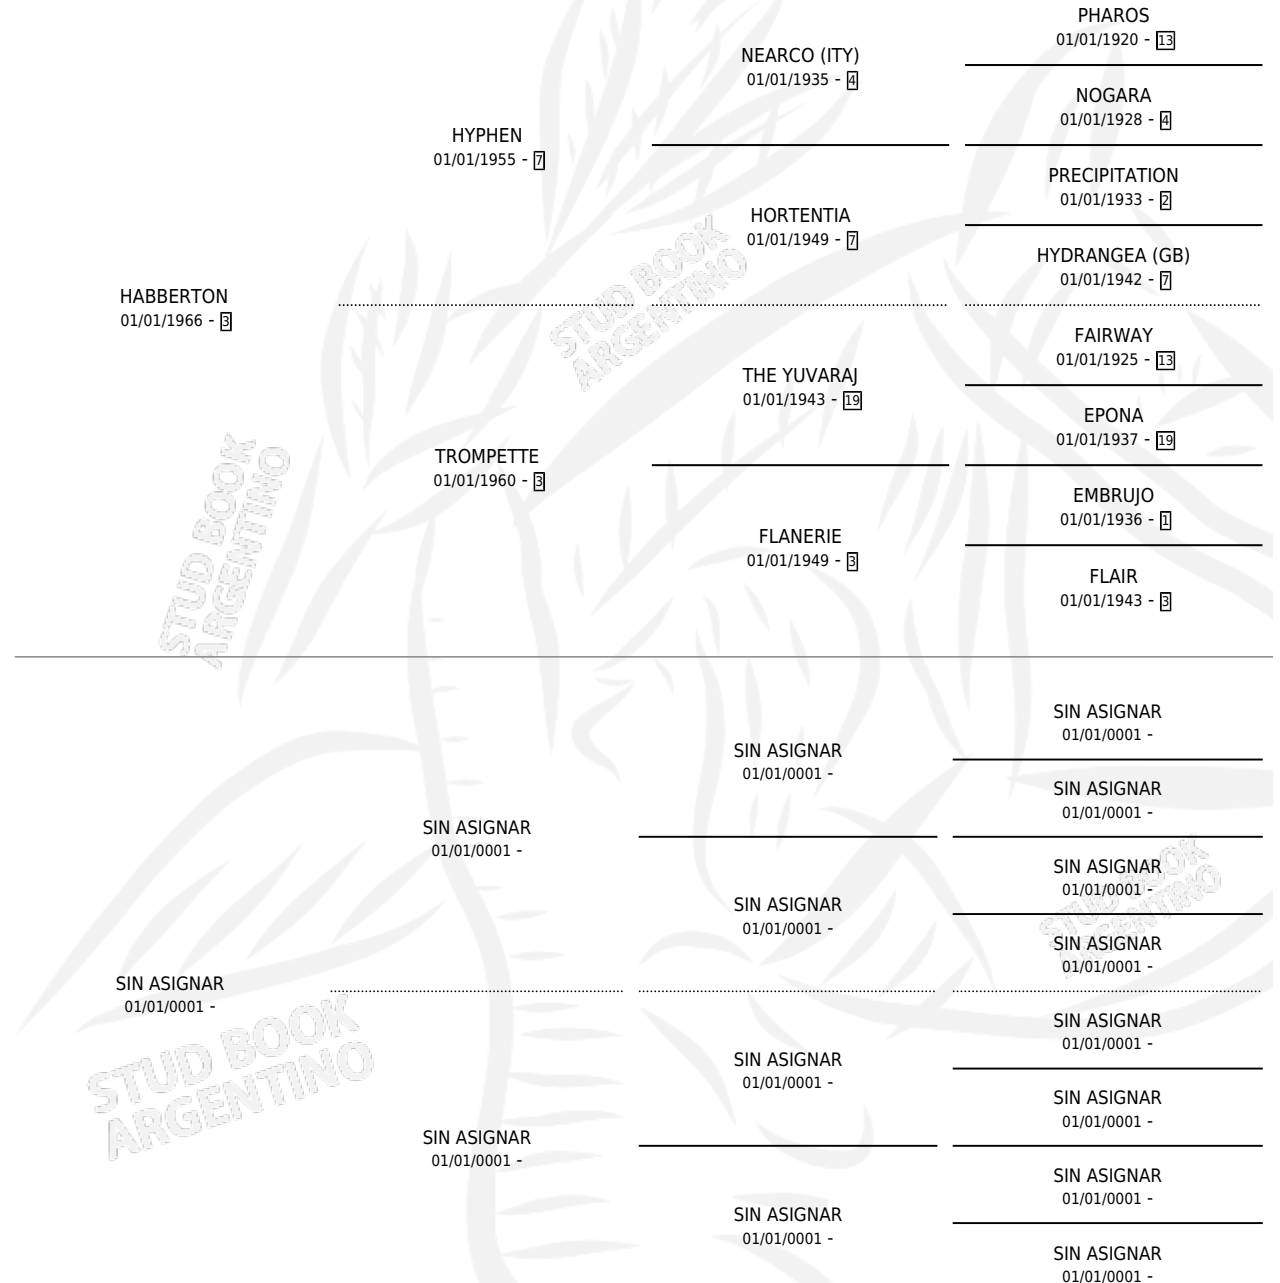 PHAROS
01/01/1920 - 13
NEARCO (ITY)
01/01/1935 - 4
NOGARA
01/01/1928 - 4
HYPHEN
01/01/1955 - 7
PRECIPITATION
01/01/1933 - 2
HORTENTIA
01/01/1949 - 7
HYDRANGEA (GB)
01/01/1942 - 7
HABBERTON
01/01/1966 - 3
FAIRWAY
01/01/1925 - 13
THE YUVARAJ
01/01/1943 - 19
EPONA
01/01/1937 - 19
TROMPETTE
01/01/1960 - 3
EMBRUJO
01/01/1936 - 1
FLANERIE
01/01/1949 - 3
FLAIR
01/01/1943 - 3
STUD BOOK
ARGENTINO
STUD BOOK
ARGENTINO
SIN ASIGNAR
01/01/0001 -
SIN ASIGNAR
01/01/0001 -
SIN ASIGNAR
01/01/0001 -
SIN ASIGNAR
01/01/0001 -
SIN ASIGNAR
01/01/0001 -
SIN ASIGNAR
01/01/0001 -
SIN ASIGNAR
01/01/0001 -
SIN ASIGNAR
01/01/0001 -
SIN ASIGNAR
01/01/0001 -
SIN ASIGNAR
01/01/0001 -
SIN ASIGNAR
01/01/0001 -
SIN ASIGNAR
01/01/0001 -
SIN ASIGNAR
01/01/0001 -
SIN ASIGNAR
01/01/0001 -
SIN ASIGNAR
01/01/0001 -
STUD BOOK
ARGENTINO
STUD BOOK
ARGENTINO